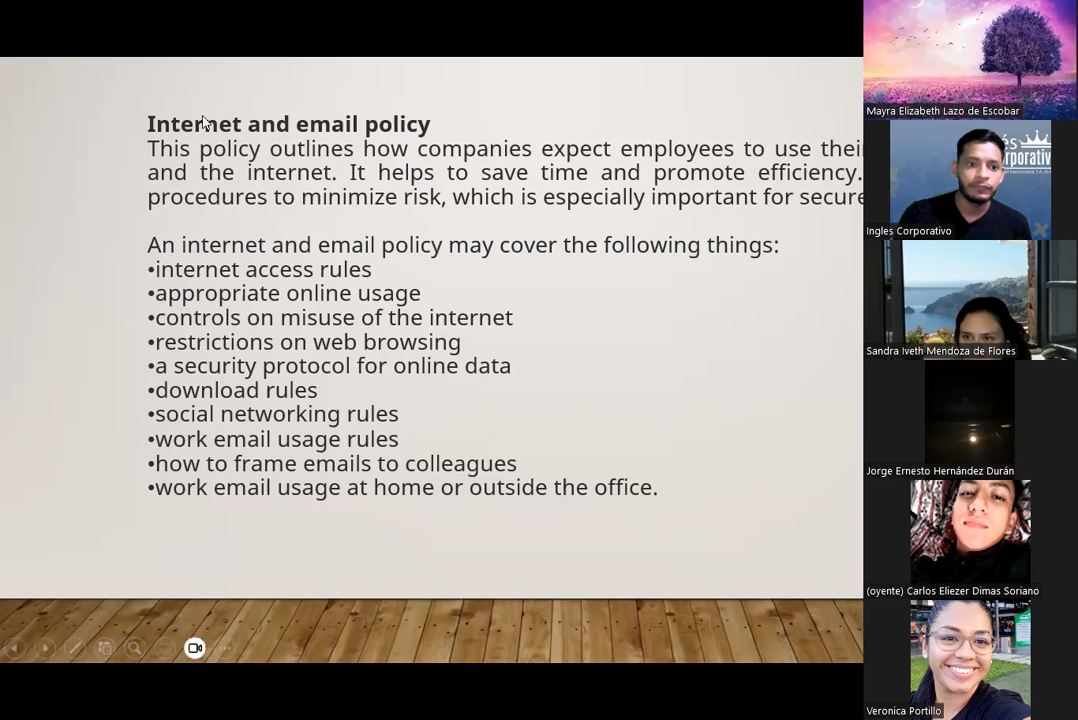 Internet and email policy
This policy outlines how companies expect employees to use their
and the internet. It helps to save time and promote efficiency.
procedures to minimize risk, which is especially important for secure
An internet and email policy may cover the following things:
•internet access rules
•appropriate online usage
•controls on misuse of the internet
•restrictions on web browsing
•a security protocol for online data
•download rules
•social networking rules
•work email usage rules
•how to frame emails to colleagues
•work email usage at home or outside the office.
Mayra Elizabeth Lazo de Escobar
Ingles Corporativo
Sandra Iveth Mendoza de Flores
Jorge Ernesto Hernández Durán
(oyente) Carlos Eliezer Dimas Soriano
Veronica Portillo